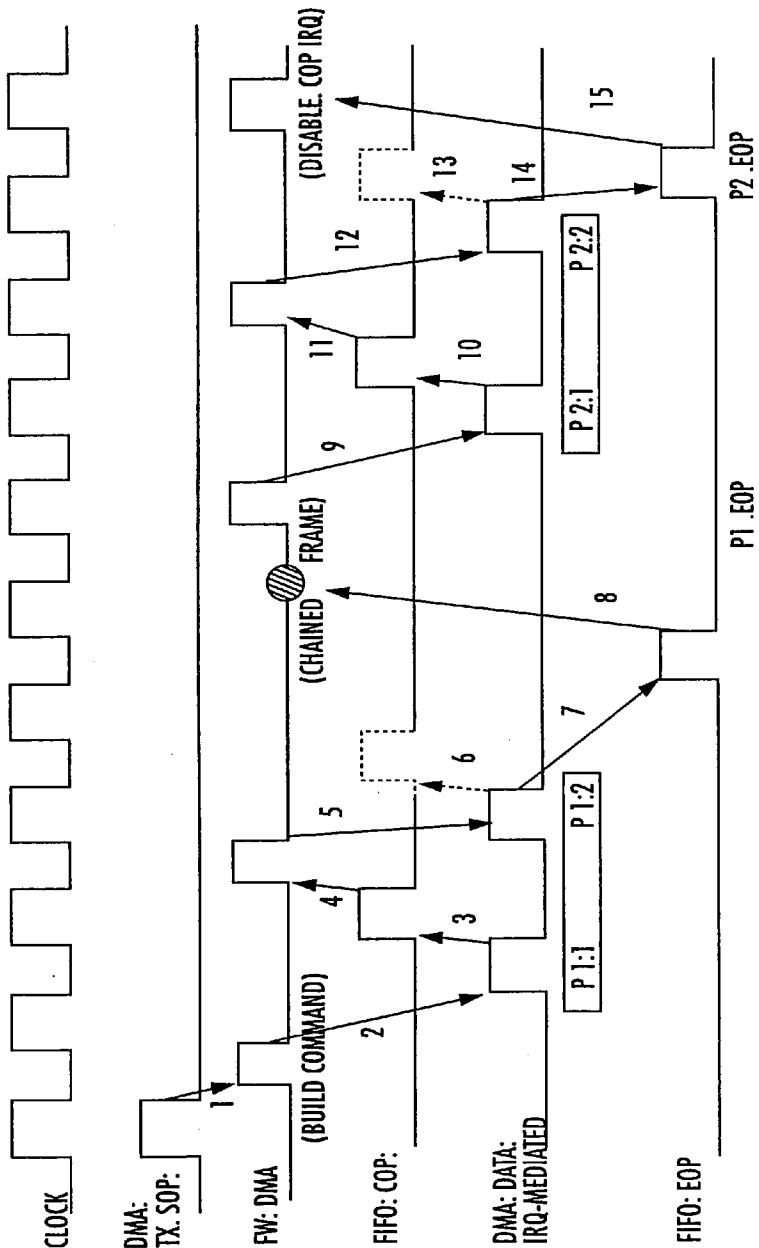 CLOCK
DMA:
TX. SOP:
1
FW: DMA
(BUILD COMMAND)
(CHAINED FRAME)
(DISABLE. COP IRQ)
2
4
5
8
9
11
12
15
FIFO: COP:
3
6
10
13
14
DMA: DATA:
IRQ-MEDIATED
P 1:1 P 1:2
7
P 2:1 P 2:2
FIFO: EOP
P1 .EOP
P2 .EOP